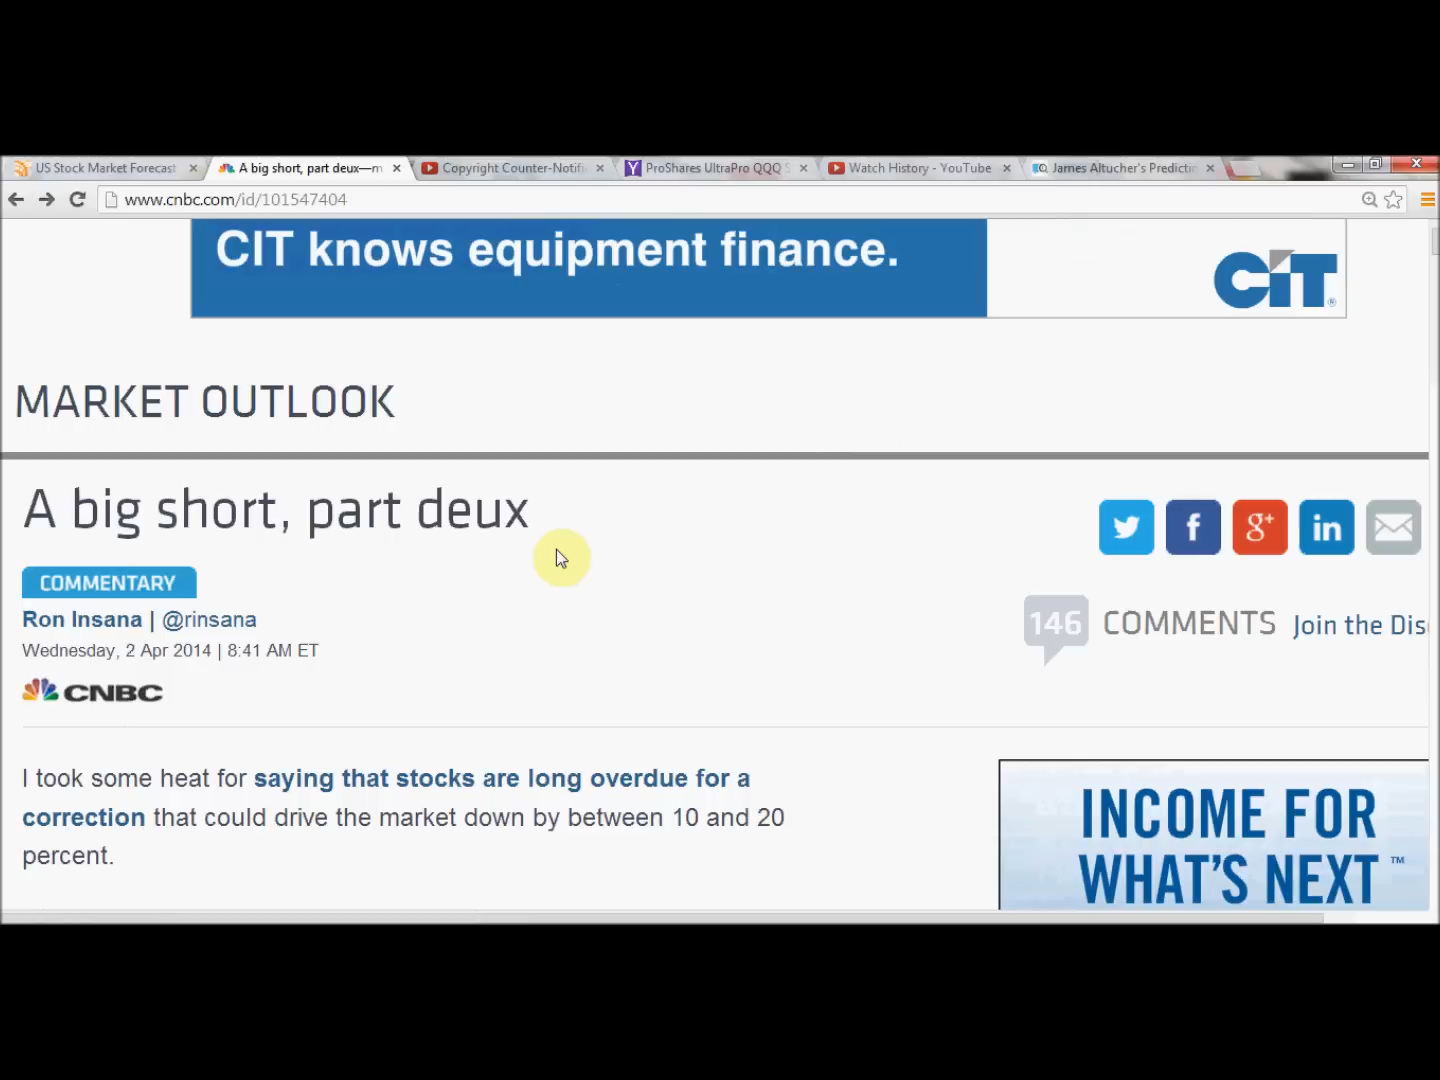 US Stock Market Forecast
A big short, part deux—m
Copyright Counter-Notifi
ProShares UltraPro QQQ S
Watch History - YouTube
James Altucher's Predictin
www.cnbc.com/id/101547404
CIT knows equipment finance.
CIT
MARKET OUTLOOK
A big short, part deux
COMMENTARY
Ron Insana | @rinsana
146 COMMENTS Join the Dis
Wednesday, 2 Apr 2014 | 8:41 AM ET
CNBC
I took some heat for saying that stocks are long overdue for a
correction that could drive the market down by between 10 and 20
percent.
INCOME FOR
WHAT'S NEXT™